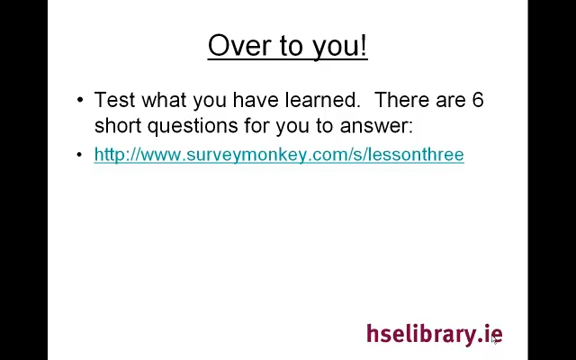 Over to you!
• Test what you have learned.  There are 6
short questions for you to answer:
• http://www.surveymonkey.com/s/lessonthree
hselibrary.ie